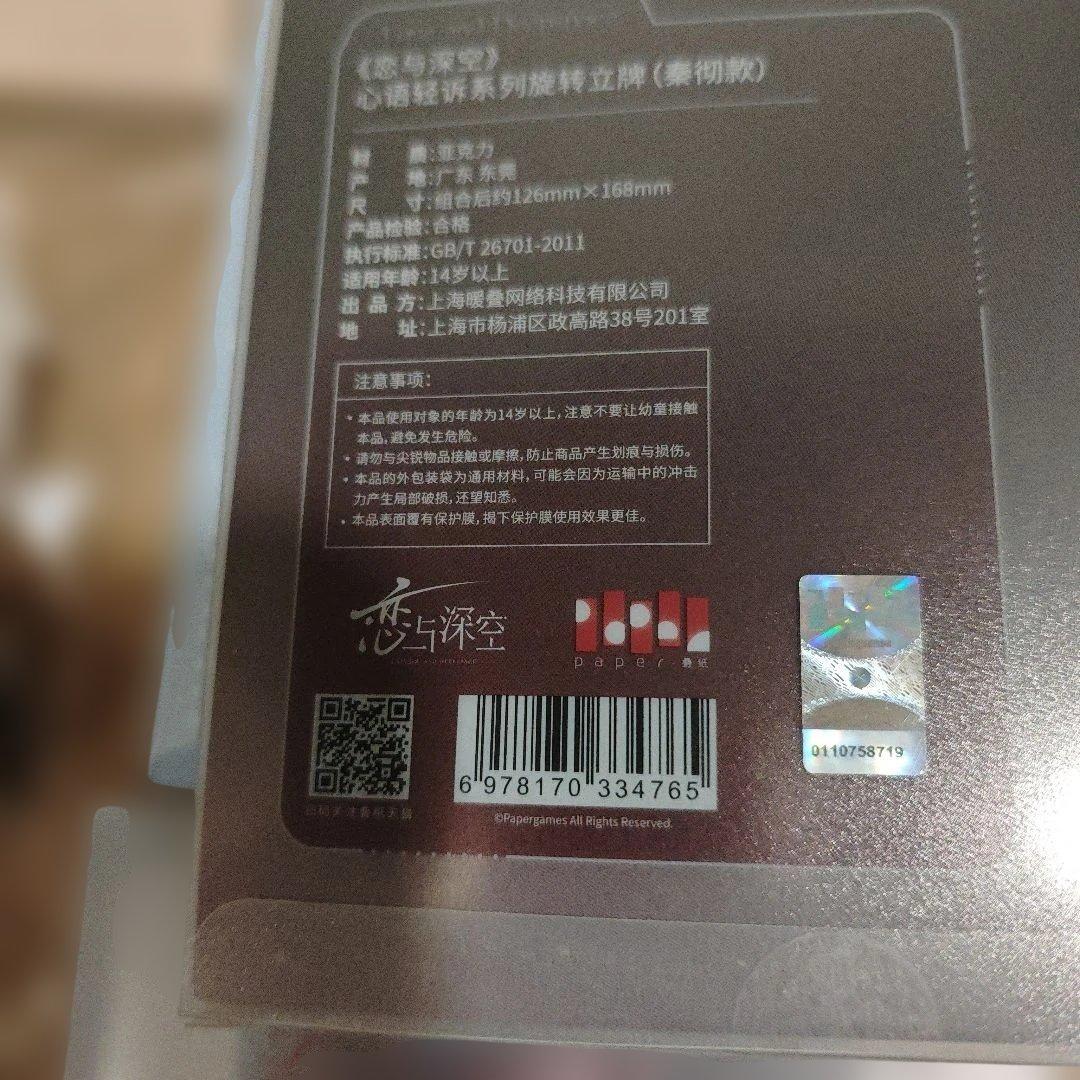 《恋与深空》
心语轻诉系列旋转立牌（秦彻款）
材 质：亚克力
产 地：广东 东莞
尺 寸：组合后约126mm×168mm
产品检验：合格
执行标准：GB/T 26701-2011
适用年龄：14岁以上
出 品 方：上海暖叠网络科技有限公司
地 址：上海市杨浦区政高路38号201室
注意事项：
• 本品使用对象的年龄为14岁以上，注意不要让幼童接触
本品，避免发生危险。
• 请勿与尖锐物品接触或摩擦，防止商品产生划痕与损伤。
• 本品的外包装袋为通用材料，可能会因为运输中的冲击
力产生局部破损，还望知悉。
• 本品表面覆有保护膜，揭下保护膜使用效果更佳。
恋与深空
paper 叠纸
0110758719
6 978170 334765
©Papergames All Rights Reserved.